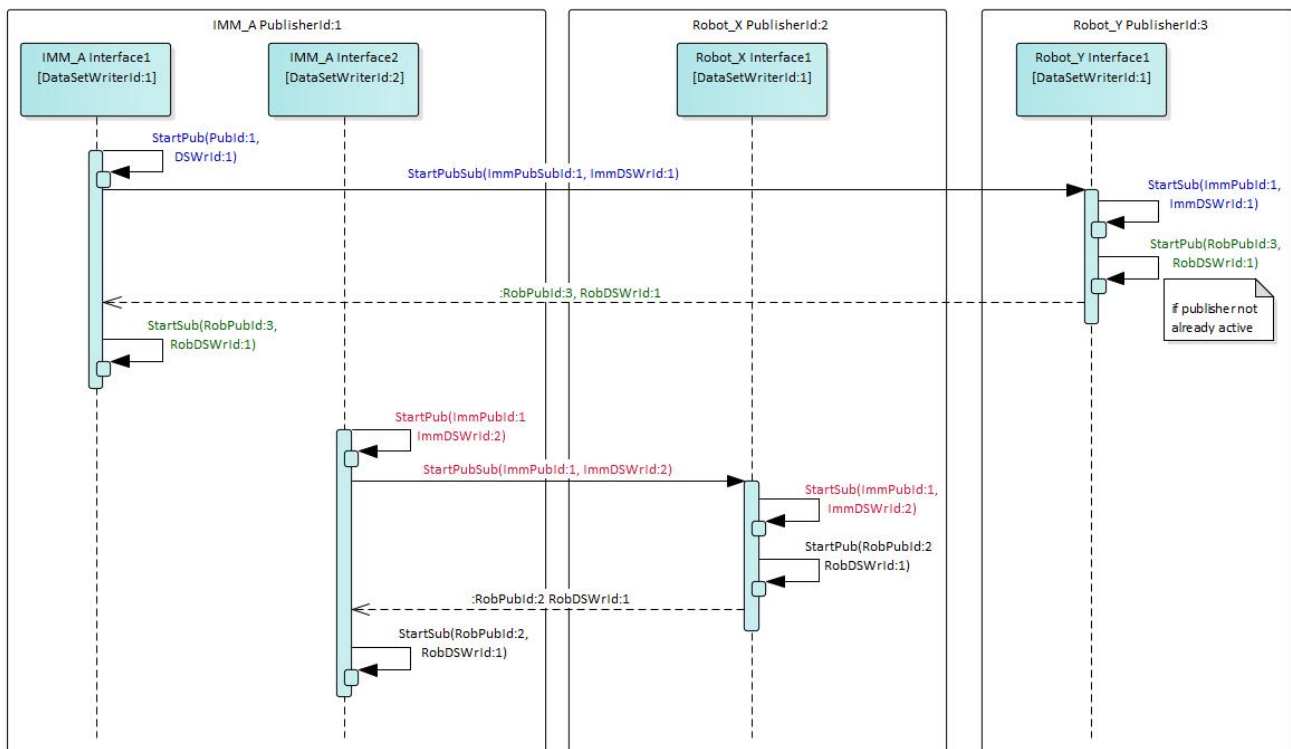 IMM_A PublisherId:1
Robot_X PublisherId:2
Robot_Y PublisherId:3
IMM_A Interface1
[DataSetWriterId:1]
IMM_A Interface2
[DataSetWriterId:2]
Robot_X Interface1
[DataSetWriterId:1]
Robot_Y Interface1
[DataSetWriterId:1]
StartPub(PubId:1,
DSWrId:1)
StartPubSub(ImmPubSubId:1, ImmDSWrId:1)
StartSub(ImmPubId:1,
ImmDSWrId:1)
StartPub(RobPubId:3,
RobDSWrId:1)
:RobPubId:3, RobDSWrId:1
if publisher not
already active
StartSub(RobPubId:3,
RobDSWrId:1)
StartPub(ImmPubId:1
ImmDSWrId:2)
StartPubSub(ImmPubId:1, ImmDSWrId:2)
StartSub(ImmPubId:1,
ImmDSWrId:2)
StartPub(RobPubId:2
RobDSWrId:1)
:RobPubId:2 RobDSWrId:1
StartSub(RobPubId:2,
RobDSWrId:1)